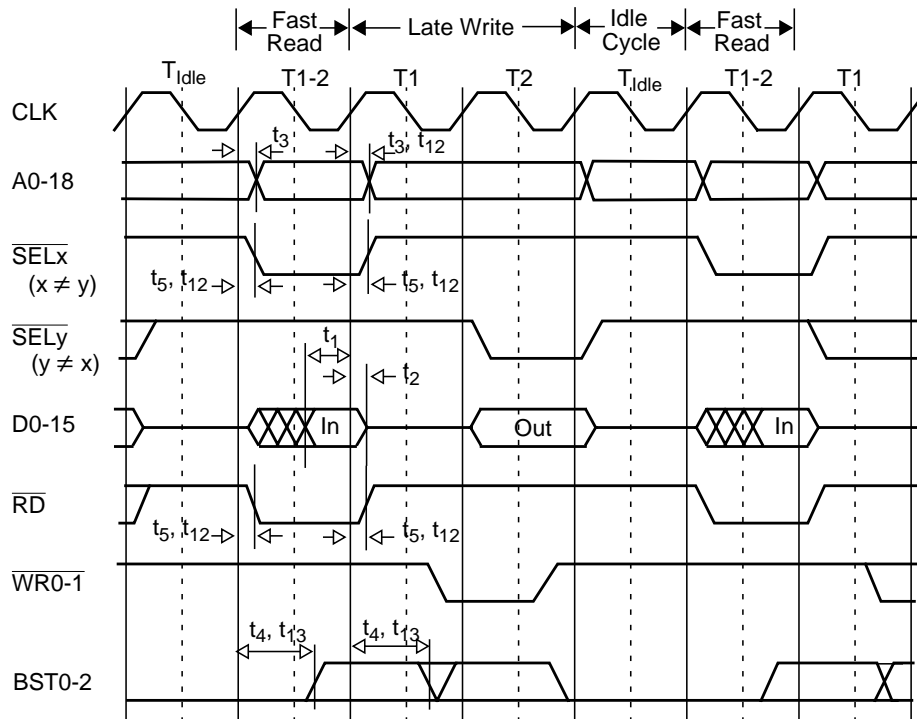 Fast Read
Late Write
Idle Cycle
Fast Read
TIdle
T1-2
T1
T2
TIdle
T1-2
T1
CLK
t3
t3, t12
A0-18
SELx
(x ≠ y)
t5, t12
t5, t12
SELy
(y ≠ x)
t1
t2
D0-15
In
Out
In
RD
t5, t12
t5, t12
WR0-1
t4, t13
t4, t13
BST0-2